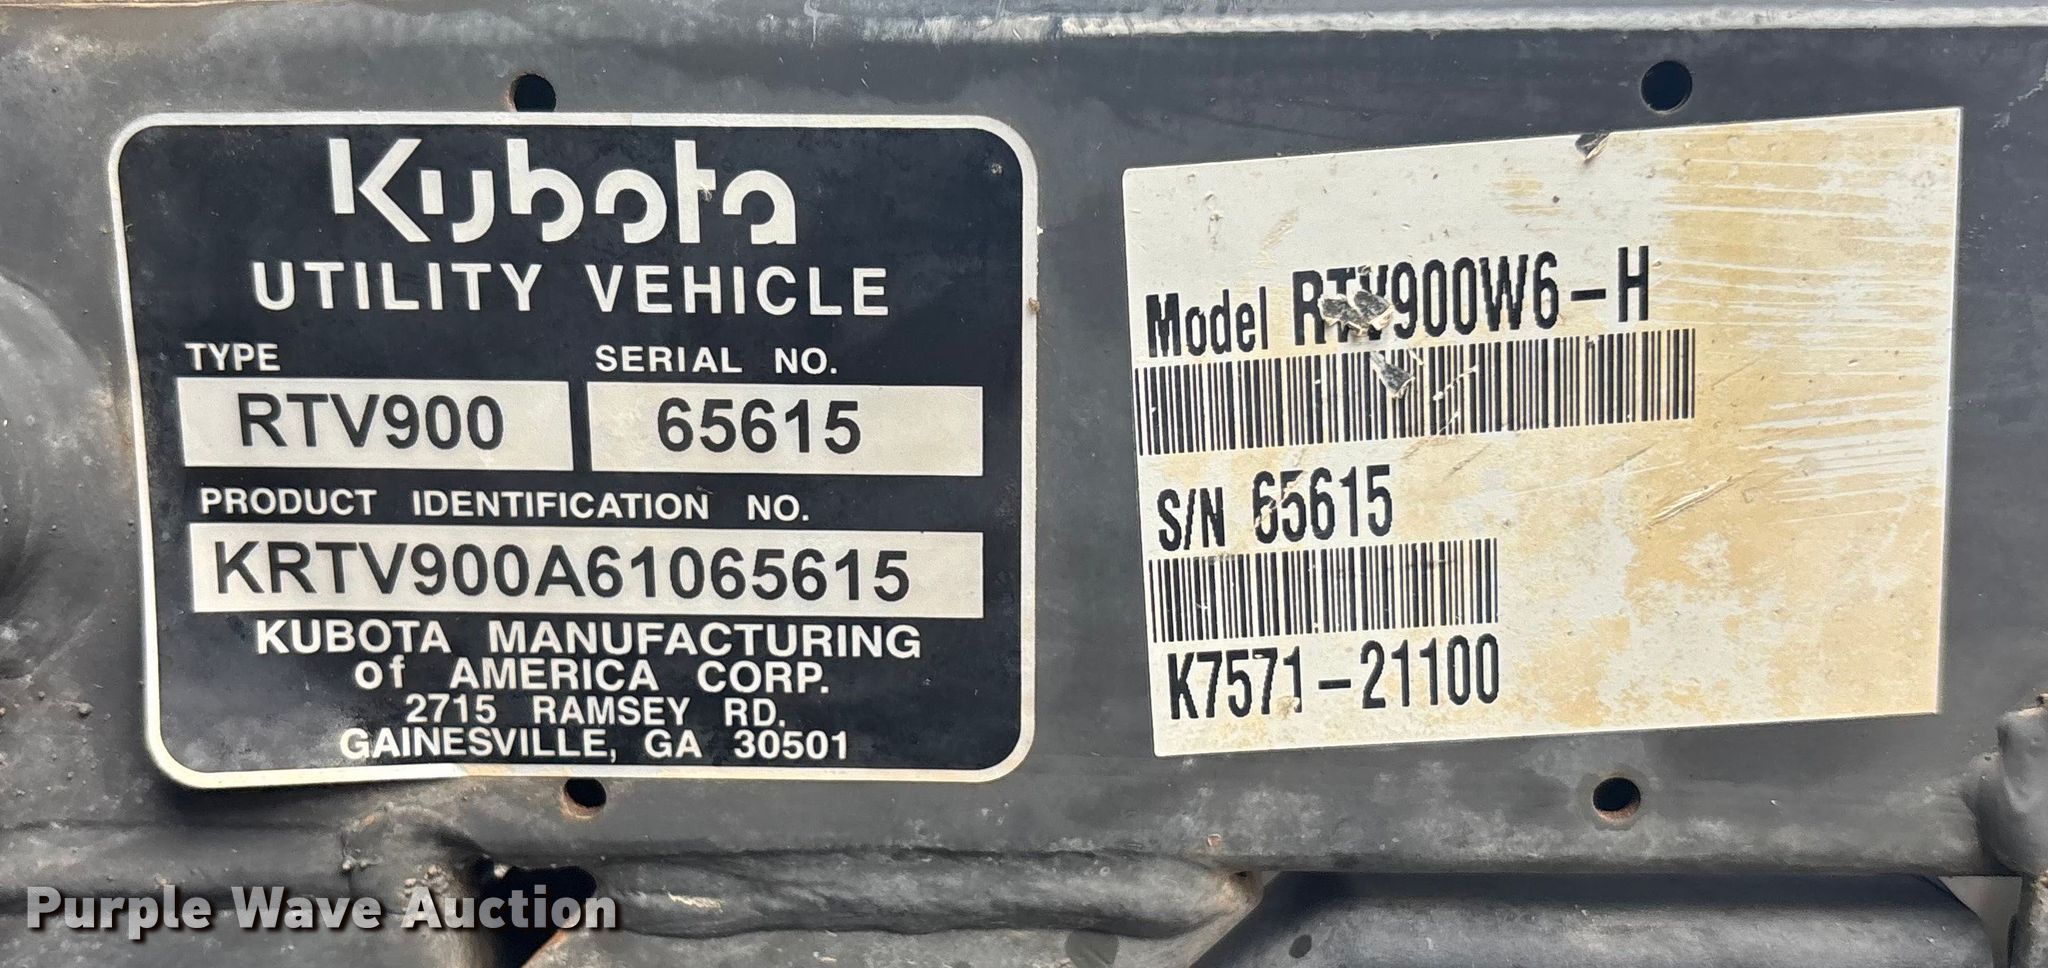 Kubota
UTILITY VEHICLE
TYPE SERIAL NO.
RTV900 65615
PRODUCT IDENTIFICATION NO.
KRTV900A61065615
KUBOTA MANUFACTURING
of AMERICA CORP.
2715 RAMSEY RD.
GAINESVILLE, GA 30501
Model RTV900W6-H
S/N 65615
K7571-21100
Purple Wave Auction